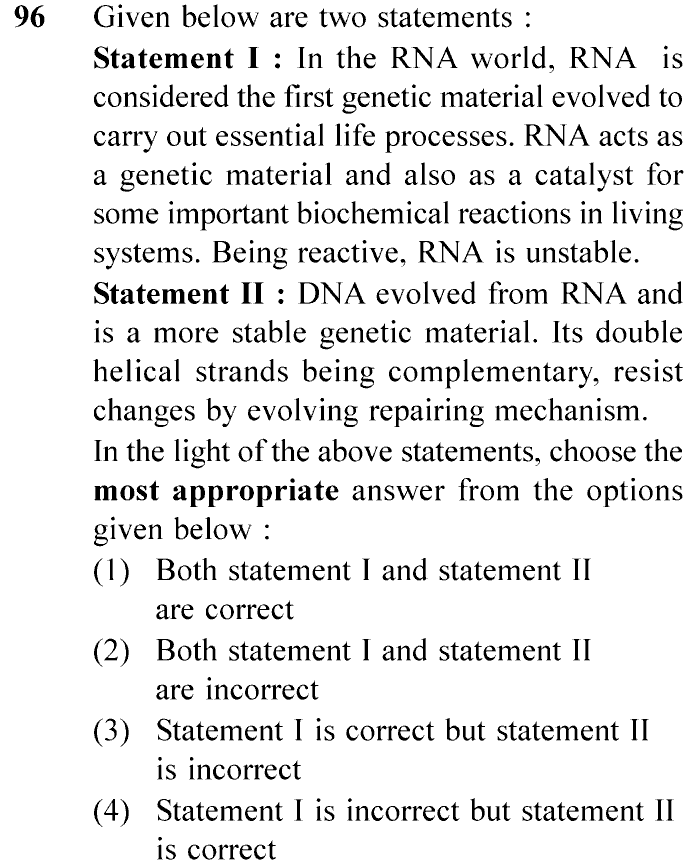 96 Given below are two statements :
Statement I : In the RNA world, RNA is
considered the first genetic material evolved to
carry out essential life processes. RNA acts as
a genetic material and also as a catalyst for
some important biochemical reactions in living
systems. Being reactive, RNA is unstable.
Statement II : DNA evolved from RNA and
is a more stable genetic material. Its double
helical strands being complementary, resist
changes by evolving repairing mechanism.
In the light of the above statements, choose the
most appropriate answer from the options
given below :
(1) Both statement I and statement II
are correct
(2) Both statement I and statement II
are incorrect
(3) Statement I is correct but statement II
is incorrect
(4) Statement I is incorrect but statement II
is correct